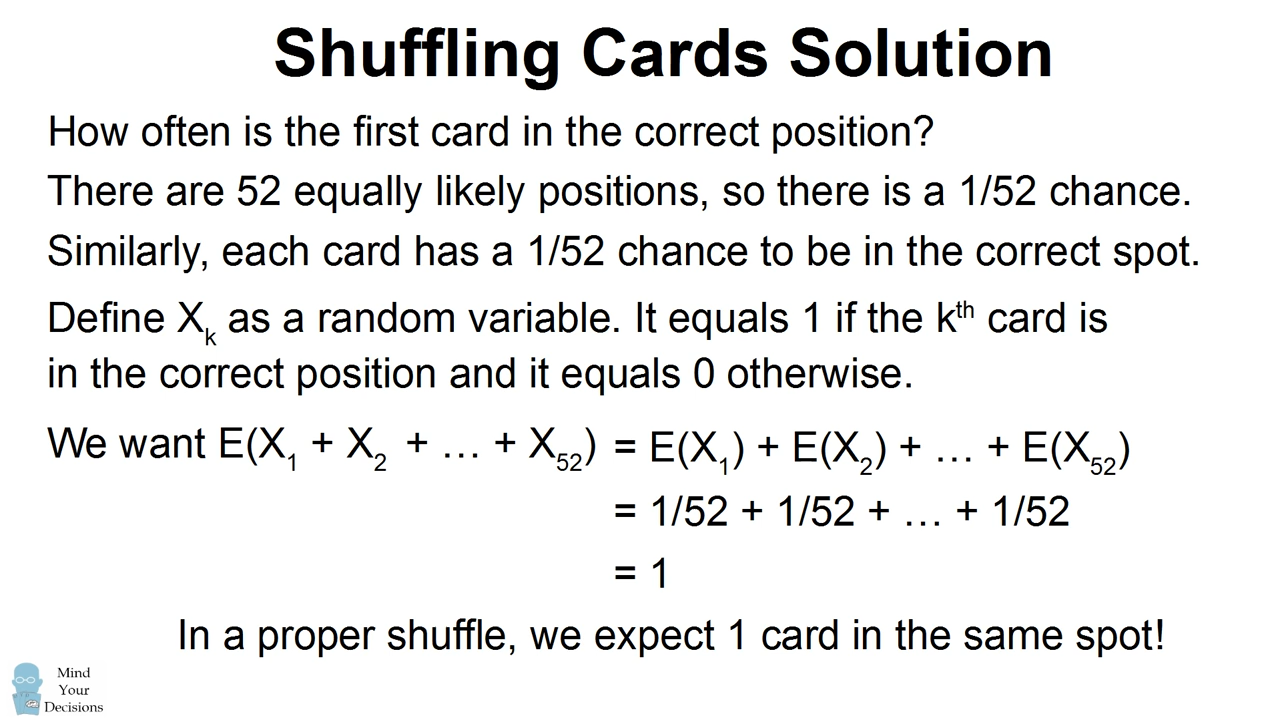 Shuffling Cards Solution
How often is the first card in the correct position?
There are 52 equally likely positions, so there is a 1/52 chance.
Similarly, each card has a 1/52 chance to be in the correct spot.
Define Xₖ as a random variable. It equals 1 if the kᵗʰ card is
in the correct position and it equals 0 otherwise.
We want E(X₁ + X₂ + … + X₅₂) = E(X₁) + E(X₂) + … + E(X₅₂)
= 1/52 + 1/52 + … + 1/52
= 1
In a proper shuffle, we expect 1 card in the same spot!
Mind
Your
Decisions